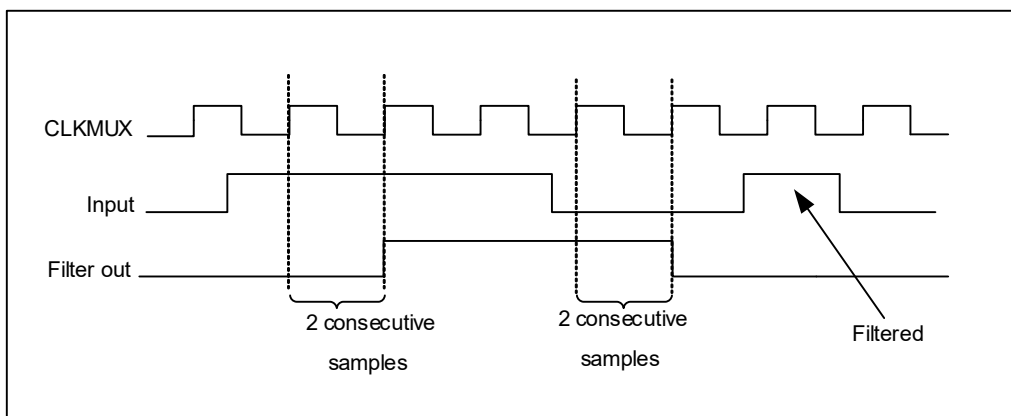 CLKMUX
Input
Filter out
2 consecutive
samples
2 consecutive
samples
Filtered